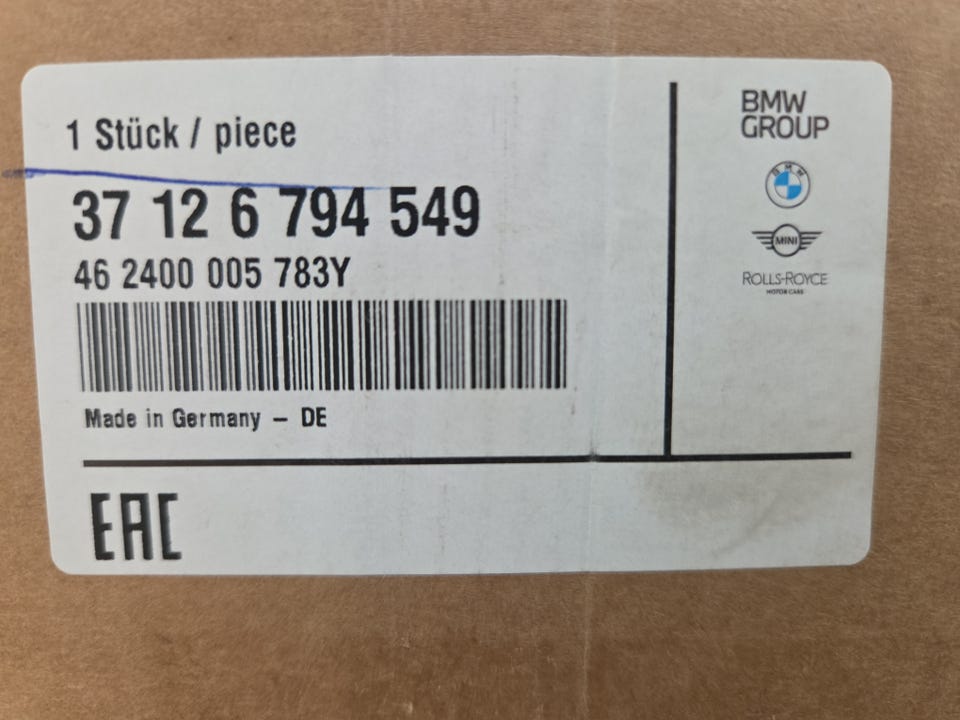 1 Stück / piece
37 12 6 794 549
46 2400 005 783Y
Made in Germany – DE
EAC
BMW
GROUP
BMW
MINI
ROLLS-ROYCE
MOTOR CARS